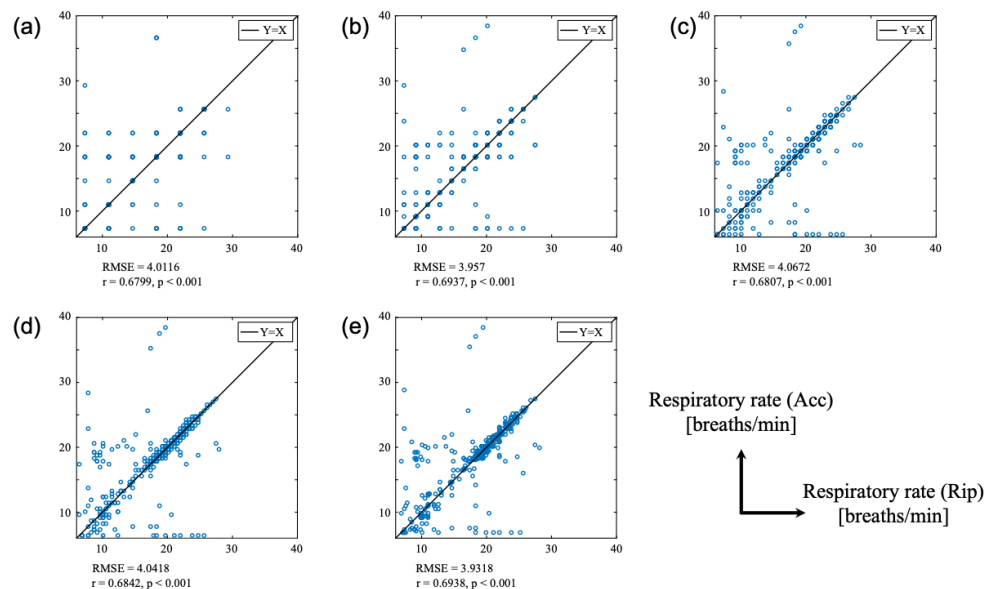 (a)
40
30
20
10
10
20
30
40
Y=X
RMSE = 4.0116
r = 0.6799, p < 0.001
(b)
40
30
20
10
10
20
30
40
Y=X
RMSE = 3.957
r = 0.6937, p < 0.001
(c)
40
30
20
10
10
20
30
40
Y=X
RMSE = 4.0672
r = 0.6807, p < 0.001
(d)
40
30
20
10
10
20
30
40
Y=X
RMSE = 4.0418
r = 0.6842, p < 0.001
(e)
40
30
20
10
10
20
30
40
Y=X
RMSE = 3.9318
r = 0.6938, p < 0.001
Respiratory rate (Acc)
[breaths/min]
Respiratory rate (Rip)
[breaths/min]